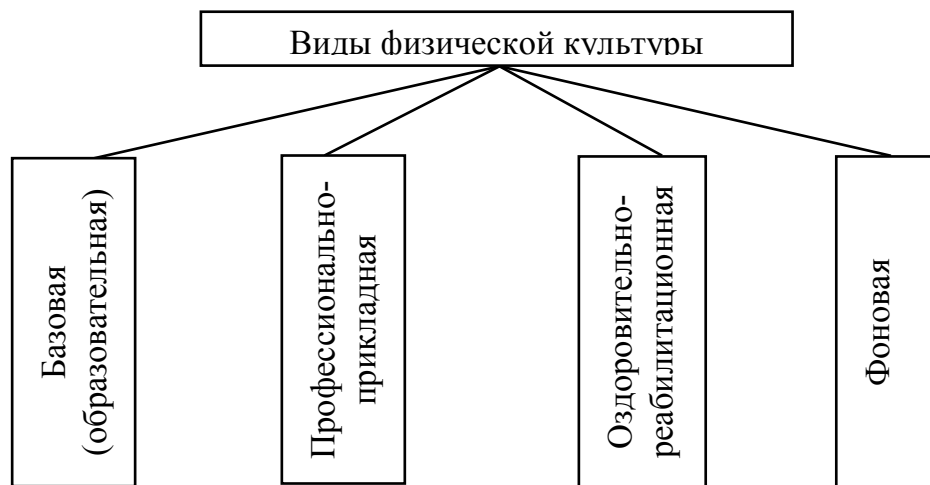 Виды физической культуры
Базовая
(образовательная)
Профессионально-
прикладная
Оздоровительно-
реабилитационная
Фоновая